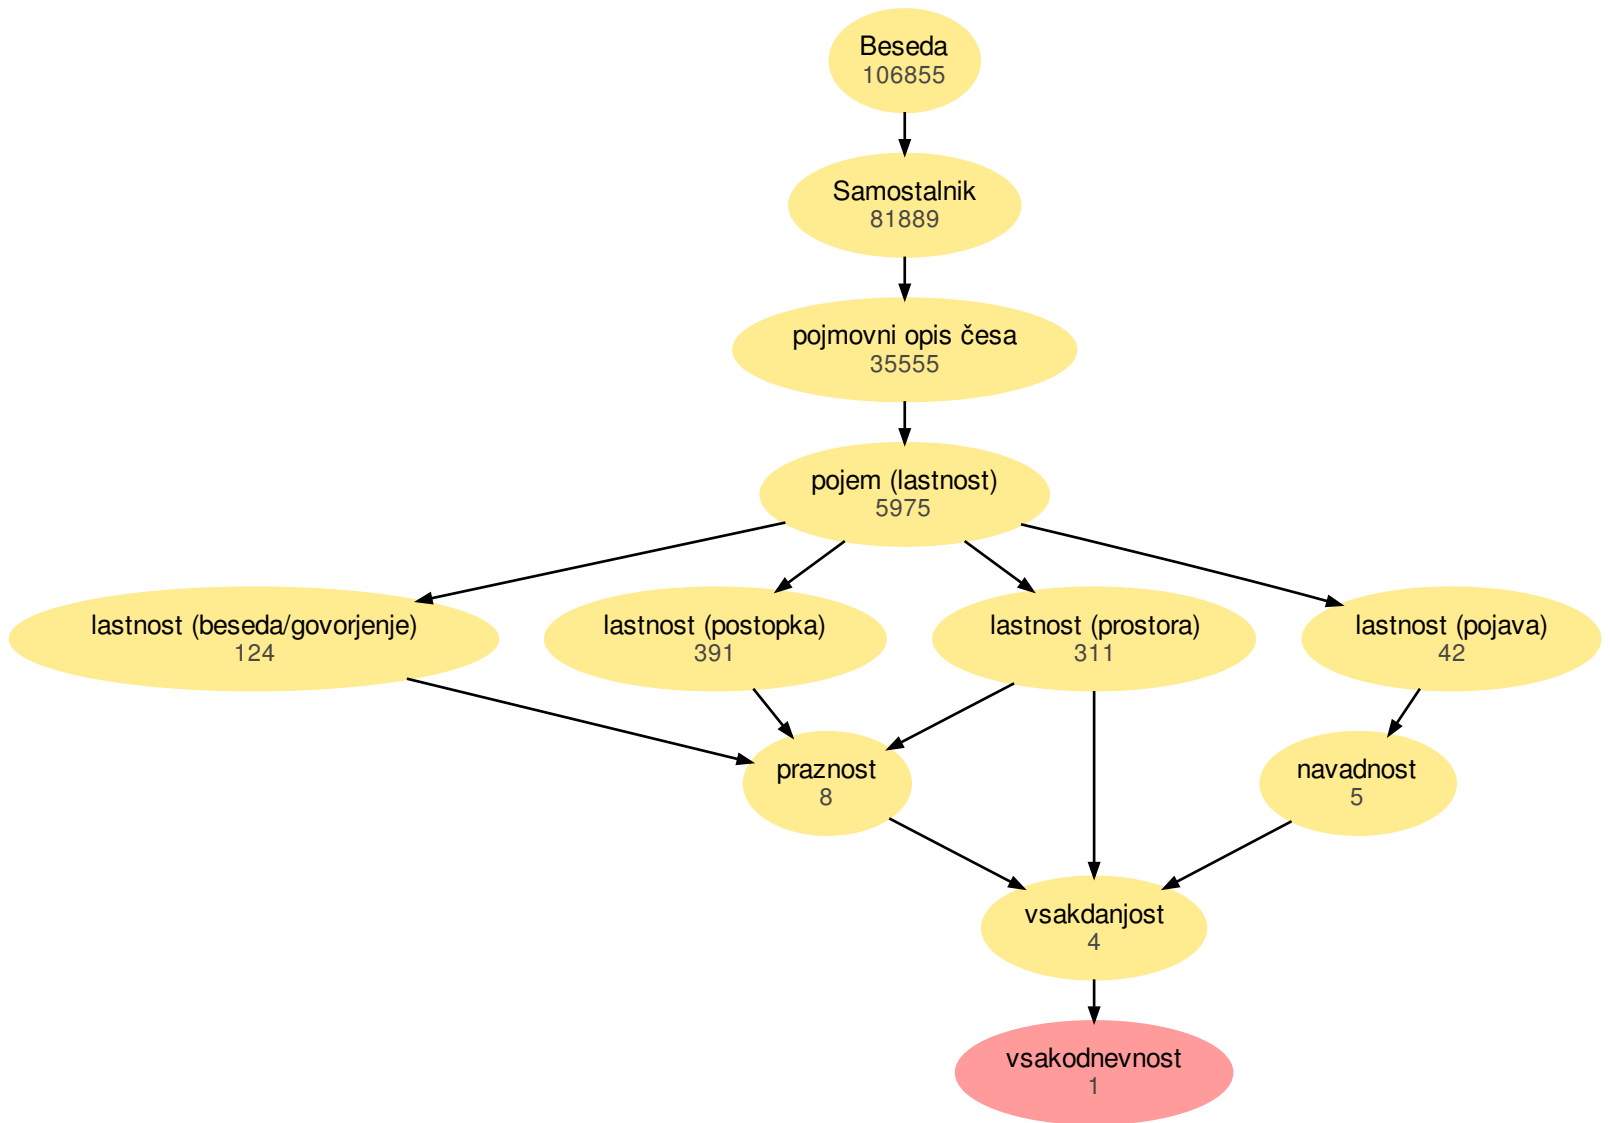 Beseda
106855
Samostalnik
81889
pojmovni opis česa
35555
pojem (lastnost)
5975
lastnost (beseda/govorjenje)
124
lastnost (postopka)
391
lastnost (prostora)
311
lastnost (pojava)
42
praznost
8
navadnost
5
vsakdanjost
4
vsakodnevnost
1